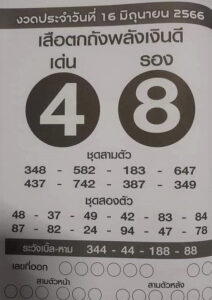 งวดประจำวันที่ 16 มิถุนายน 2566
เสือตกถังพลังเงินดี
เด่น รอง
4 8
ชุดสามตัว
348 - 582 - 183 - 647
437 - 742 - 387 - 349
ชุดสองตัว
48 - 37 - 49 - 42 - 83 - 84
87 - 82 - 24 - 94 - 47 - 78
ระวังเบิ้ล-หาม 344 - 44 - 188 - 88
เลขที่ออก
สามตัวหน้า สามตัวหลัง